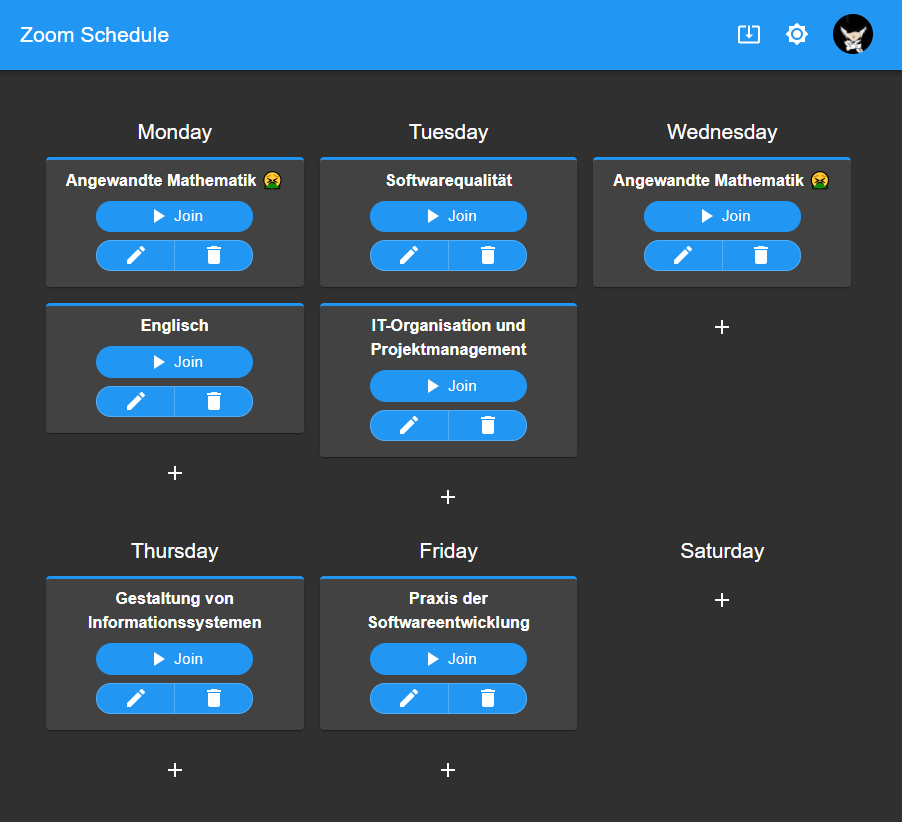 Zoom Schedule
Monday
Angewandte Mathematik 🤮
Join
Englisch
Join
Tuesday
Softwarequalität
Join
IT-Organisation und
Projektmanagement
Join
Wednesday
Angewandte Mathematik 🤮
Join
Thursday
Gestaltung von
Informationssystemen
Join
Friday
Praxis der
Softwareentwicklung
Join
Saturday